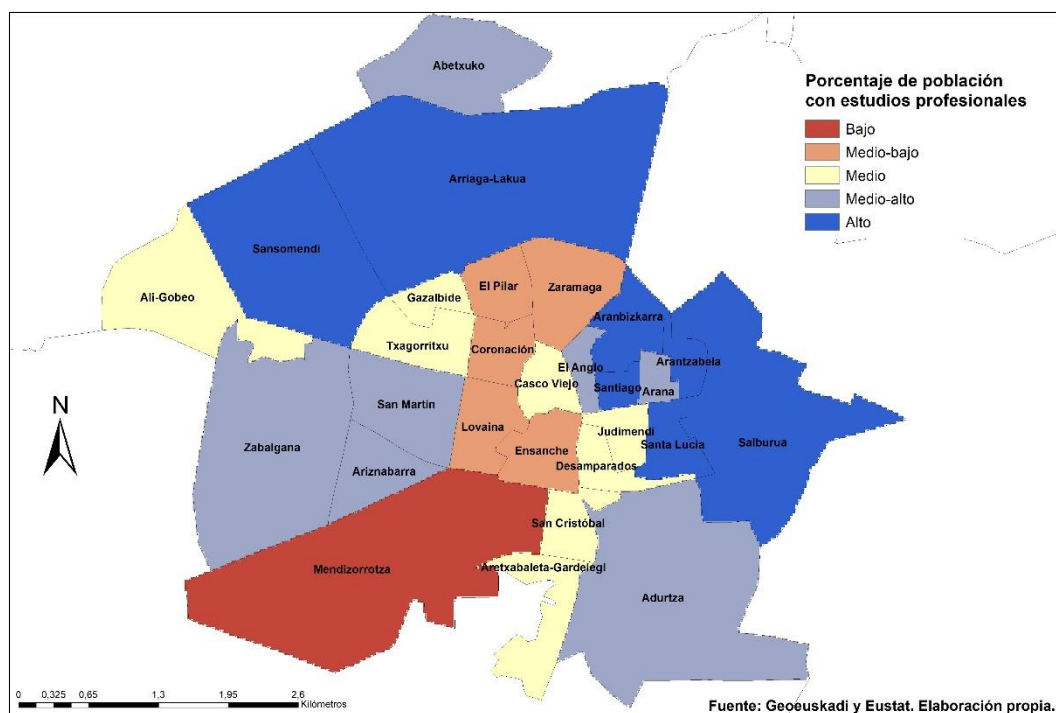 Abetxuko
Porcentaje de población
con estudios profesionales
Bajo
Medio-bajo
Medio
Medio-alto
Alto
Arriaga-Lakua
Sansomendi
El Pilar
Zaramaga
Ali-Gobeo
Gazalbide
Aranbizkarra
Txagorritxu
Coronación
El Anglo
Arantzabela
Casco Viejo
Santiago
Arana
San Martín
Lovaina
Judimendi
Zabalgana
Ensanche
Santa Lucía
Salburua
Ariznabarra
Desamparados
N
San Cristóbal
Mendizorrotza
Aretxabaleta-Gardelegi
Adurtza
0 0,325 0,65 1,3 1,95 2,6
Kilómetros
Fuente: Geoeuskadi y Eustat. Elaboración propia.